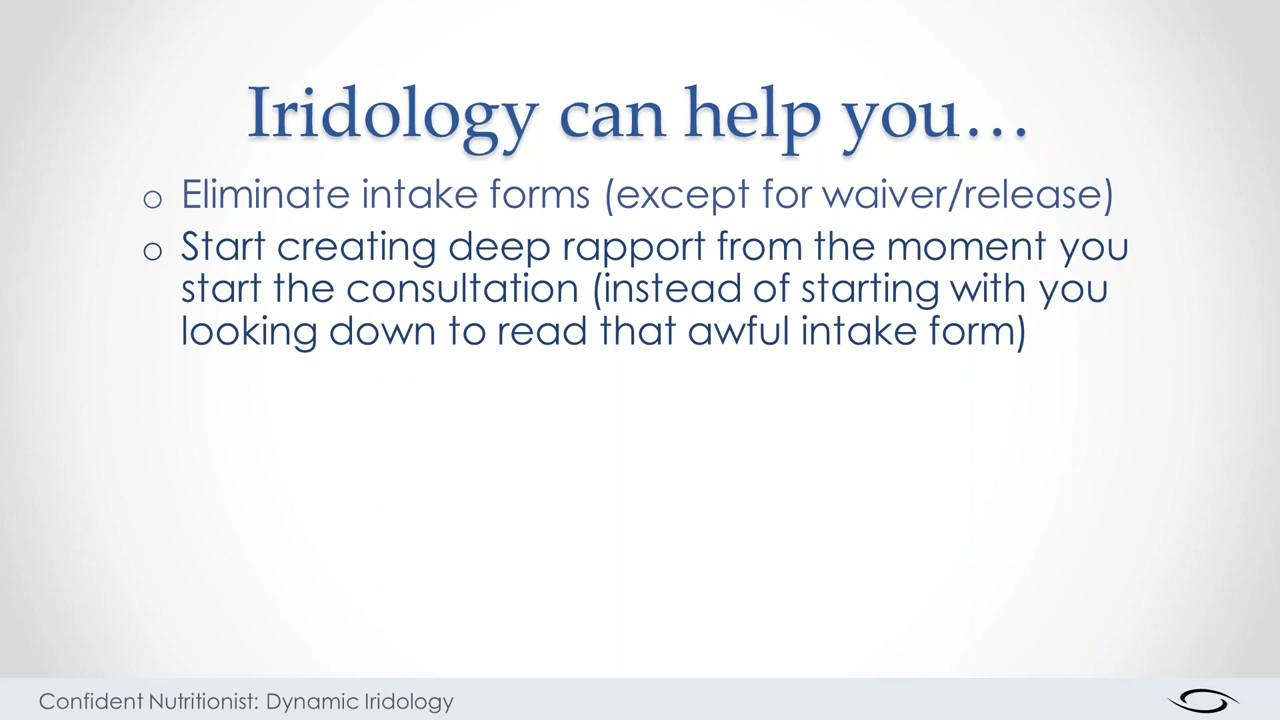 Iridology can help you…
o Eliminate intake forms (except for waiver/release)
o Start creating deep rapport from the moment you
start the consultation (instead of starting with you
looking down to read that awful intake form)
Confident Nutritionist: Dynamic Iridology